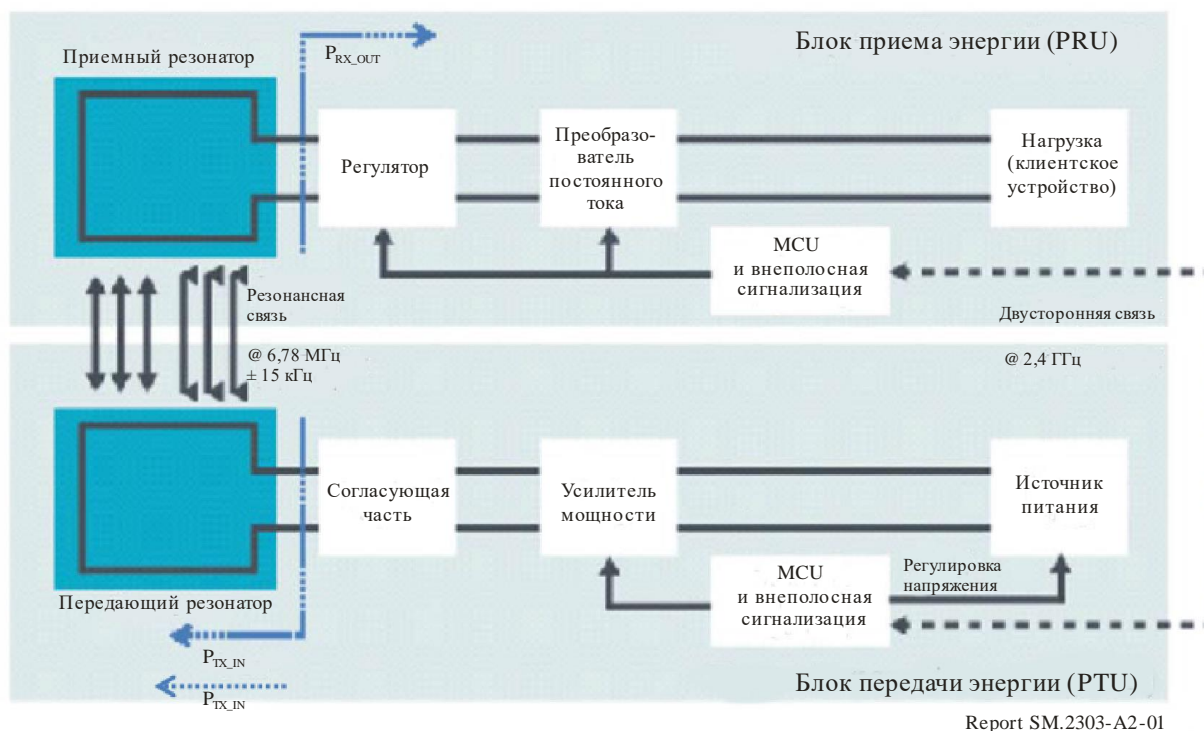 Блок приема энергии (PRU)
Приемный резонатор
P_RX_OUT
Регулятор
Преобразо-
ователь
постоянного
тока
Нагрузка
(клиентское
устройство)
MCU
и внеполосная
сигнализация
Резонансная
связь
Двусторонняя связь
@ 6,78 МГц
± 15 кГц
@ 2,4 ГГц
Согласующая
часть
Усилитель
мощности
Источник
питания
MCU
и внеполосная
сигнализация
Регулировка
напряжения
Передающий резонатор
P_TX_IN
P_TX_IN
Блок передачи энергии (PTU)
Report SM.2303-A2-01